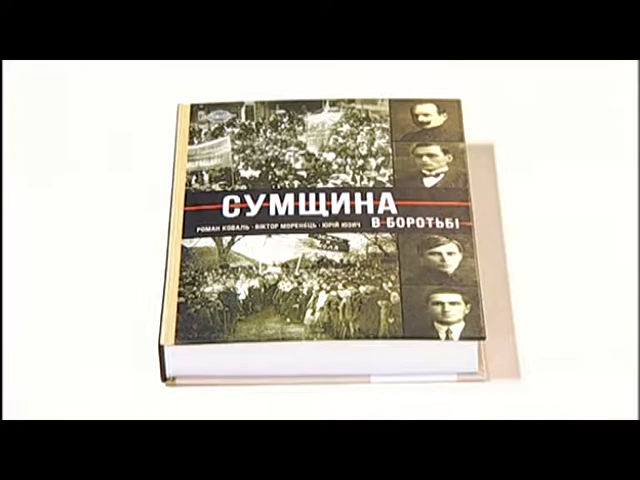 СУМЩИНА
В БОРОТЬБІ
РОМАН КОВАЛЬ · ВІКТОР МОРЕНЕЦЬ · ЮРІЙ ЮЗИЧ